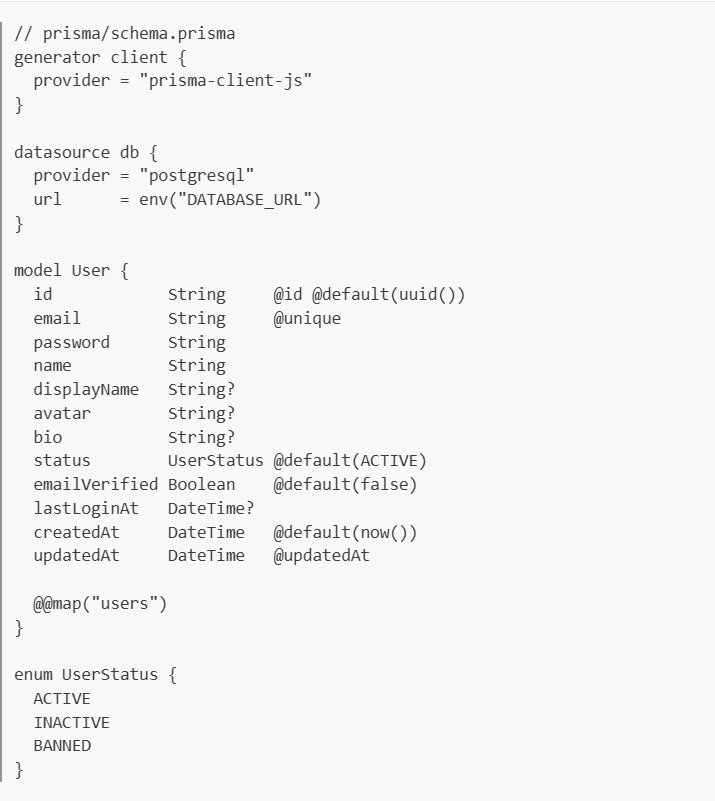 // prisma/schema.prisma
generator client {
  provider = "prisma-client-js"
}

datasource db {
  provider = "postgresql"
  url      = env("DATABASE_URL")
}

model User {
  id            String     @id @default(uuid())
  email         String     @unique
  password      String
  name          String
  displayName   String?
  avatar        String?
  bio           String?
  status        UserStatus @default(ACTIVE)
  emailVerified Boolean    @default(false)
  lastLoginAt   DateTime?
  createdAt     DateTime   @default(now())
  updatedAt     DateTime   @updatedAt

  @@map("users")
}

enum UserStatus {
  ACTIVE
  INACTIVE
  BANNED
}